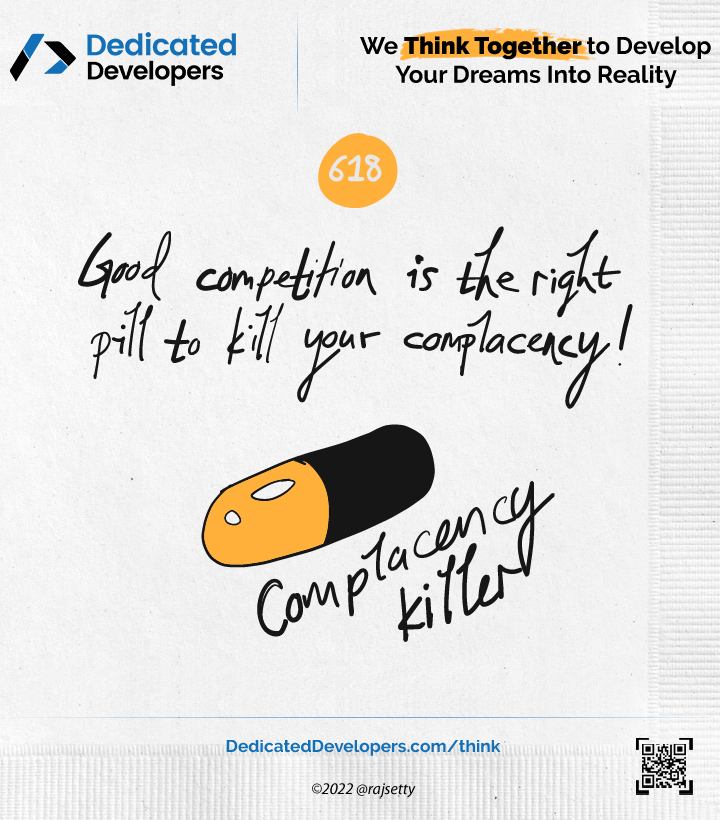 Dedicated
Developers
We Think Together to Develop
Your Dreams Into Reality
618
Good competition is the right
pill to kill your complacency!
Complacency
killer
DedicatedDevelopers.com/think
©2022 @rajsetty